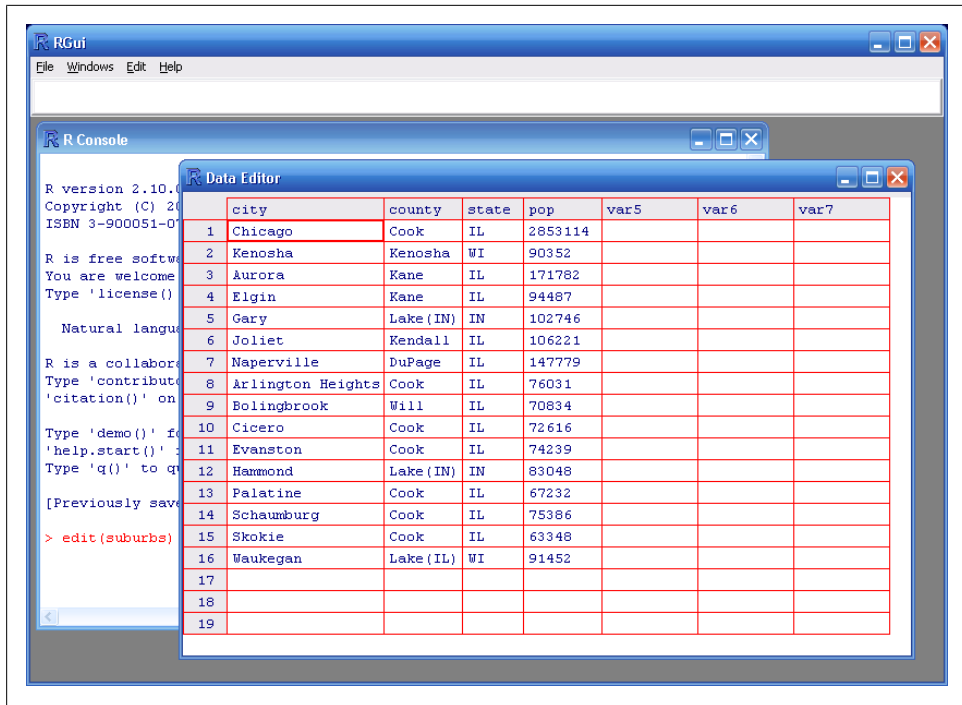 RGui
File Windows Edit Help
R Console
R version 2.10.
Copyright (C) 20
ISBN 3-900051-07
R is free softwa
You are welcome
Type 'license()
Natural langua
R is a collabora
Type 'contributo
'citation()' on
Type 'demo()' fo
'help.start()'
Type 'q()' to qu
[Previously save
> edit(suburbs)
Data Editor
city county state pop var5 var6 var7
1 Chicago Cook IL 2853114
2 Kenosha Kenosha WI 90352
3 Aurora Kane IL 171782
4 Elgin Kane IL 94487
5 Gary Lake(IN) IN 102746
6 Joliet Kendall IL 106221
7 Naperville DuPage IL 147779
8 Arlington Heights Cook IL 76031
9 Bolingbrook Will IL 70834
10 Cicero Cook IL 72616
11 Evanston Cook IL 74239
12 Hammond Lake(IN) IN 83048
13 Palatine Cook IL 67232
14 Schaumburg Cook IL 75386
15 Skokie Cook IL 63348
16 Waukegan Lake(IL) WI 91452
17
18
19